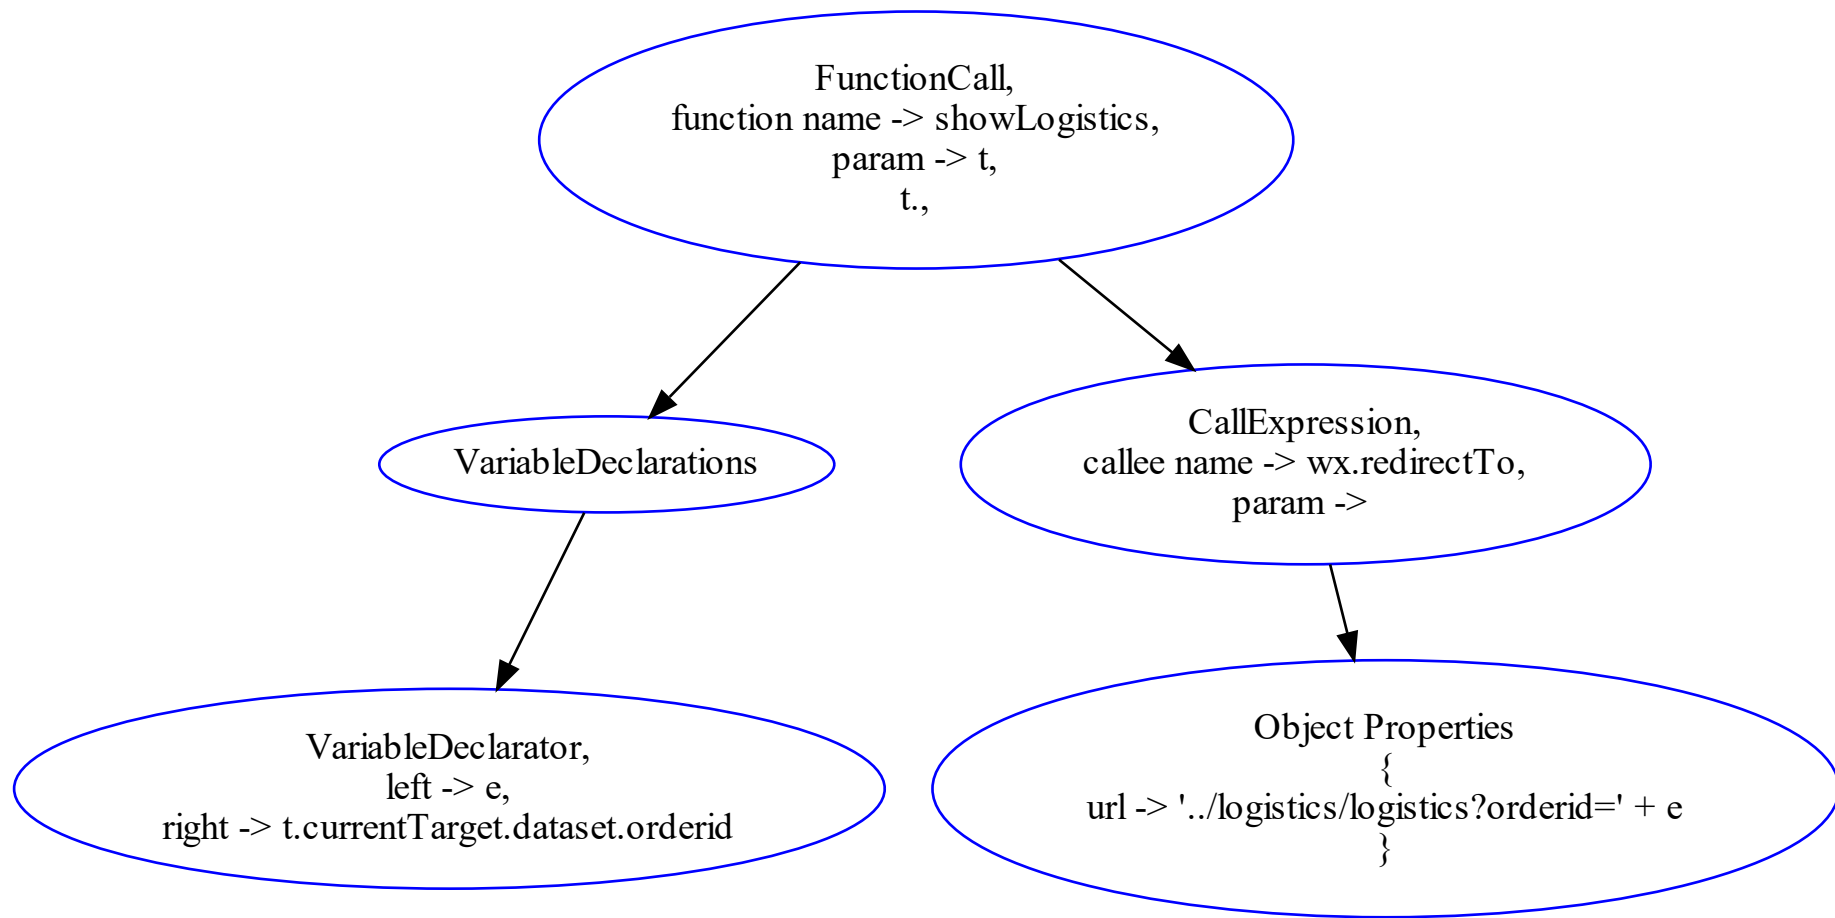 FunctionCall,
function name -> showLogistics,
param -> t,
t.,
VariableDeclarations
CallExpression,
callee name -> wx.redirectTo,
param ->
VariableDeclarator,
left -> e,
right -> t.currentTarget.dataset.orderid
Object Properties
{
url -> '../logistics/logistics?orderid=' + e
}